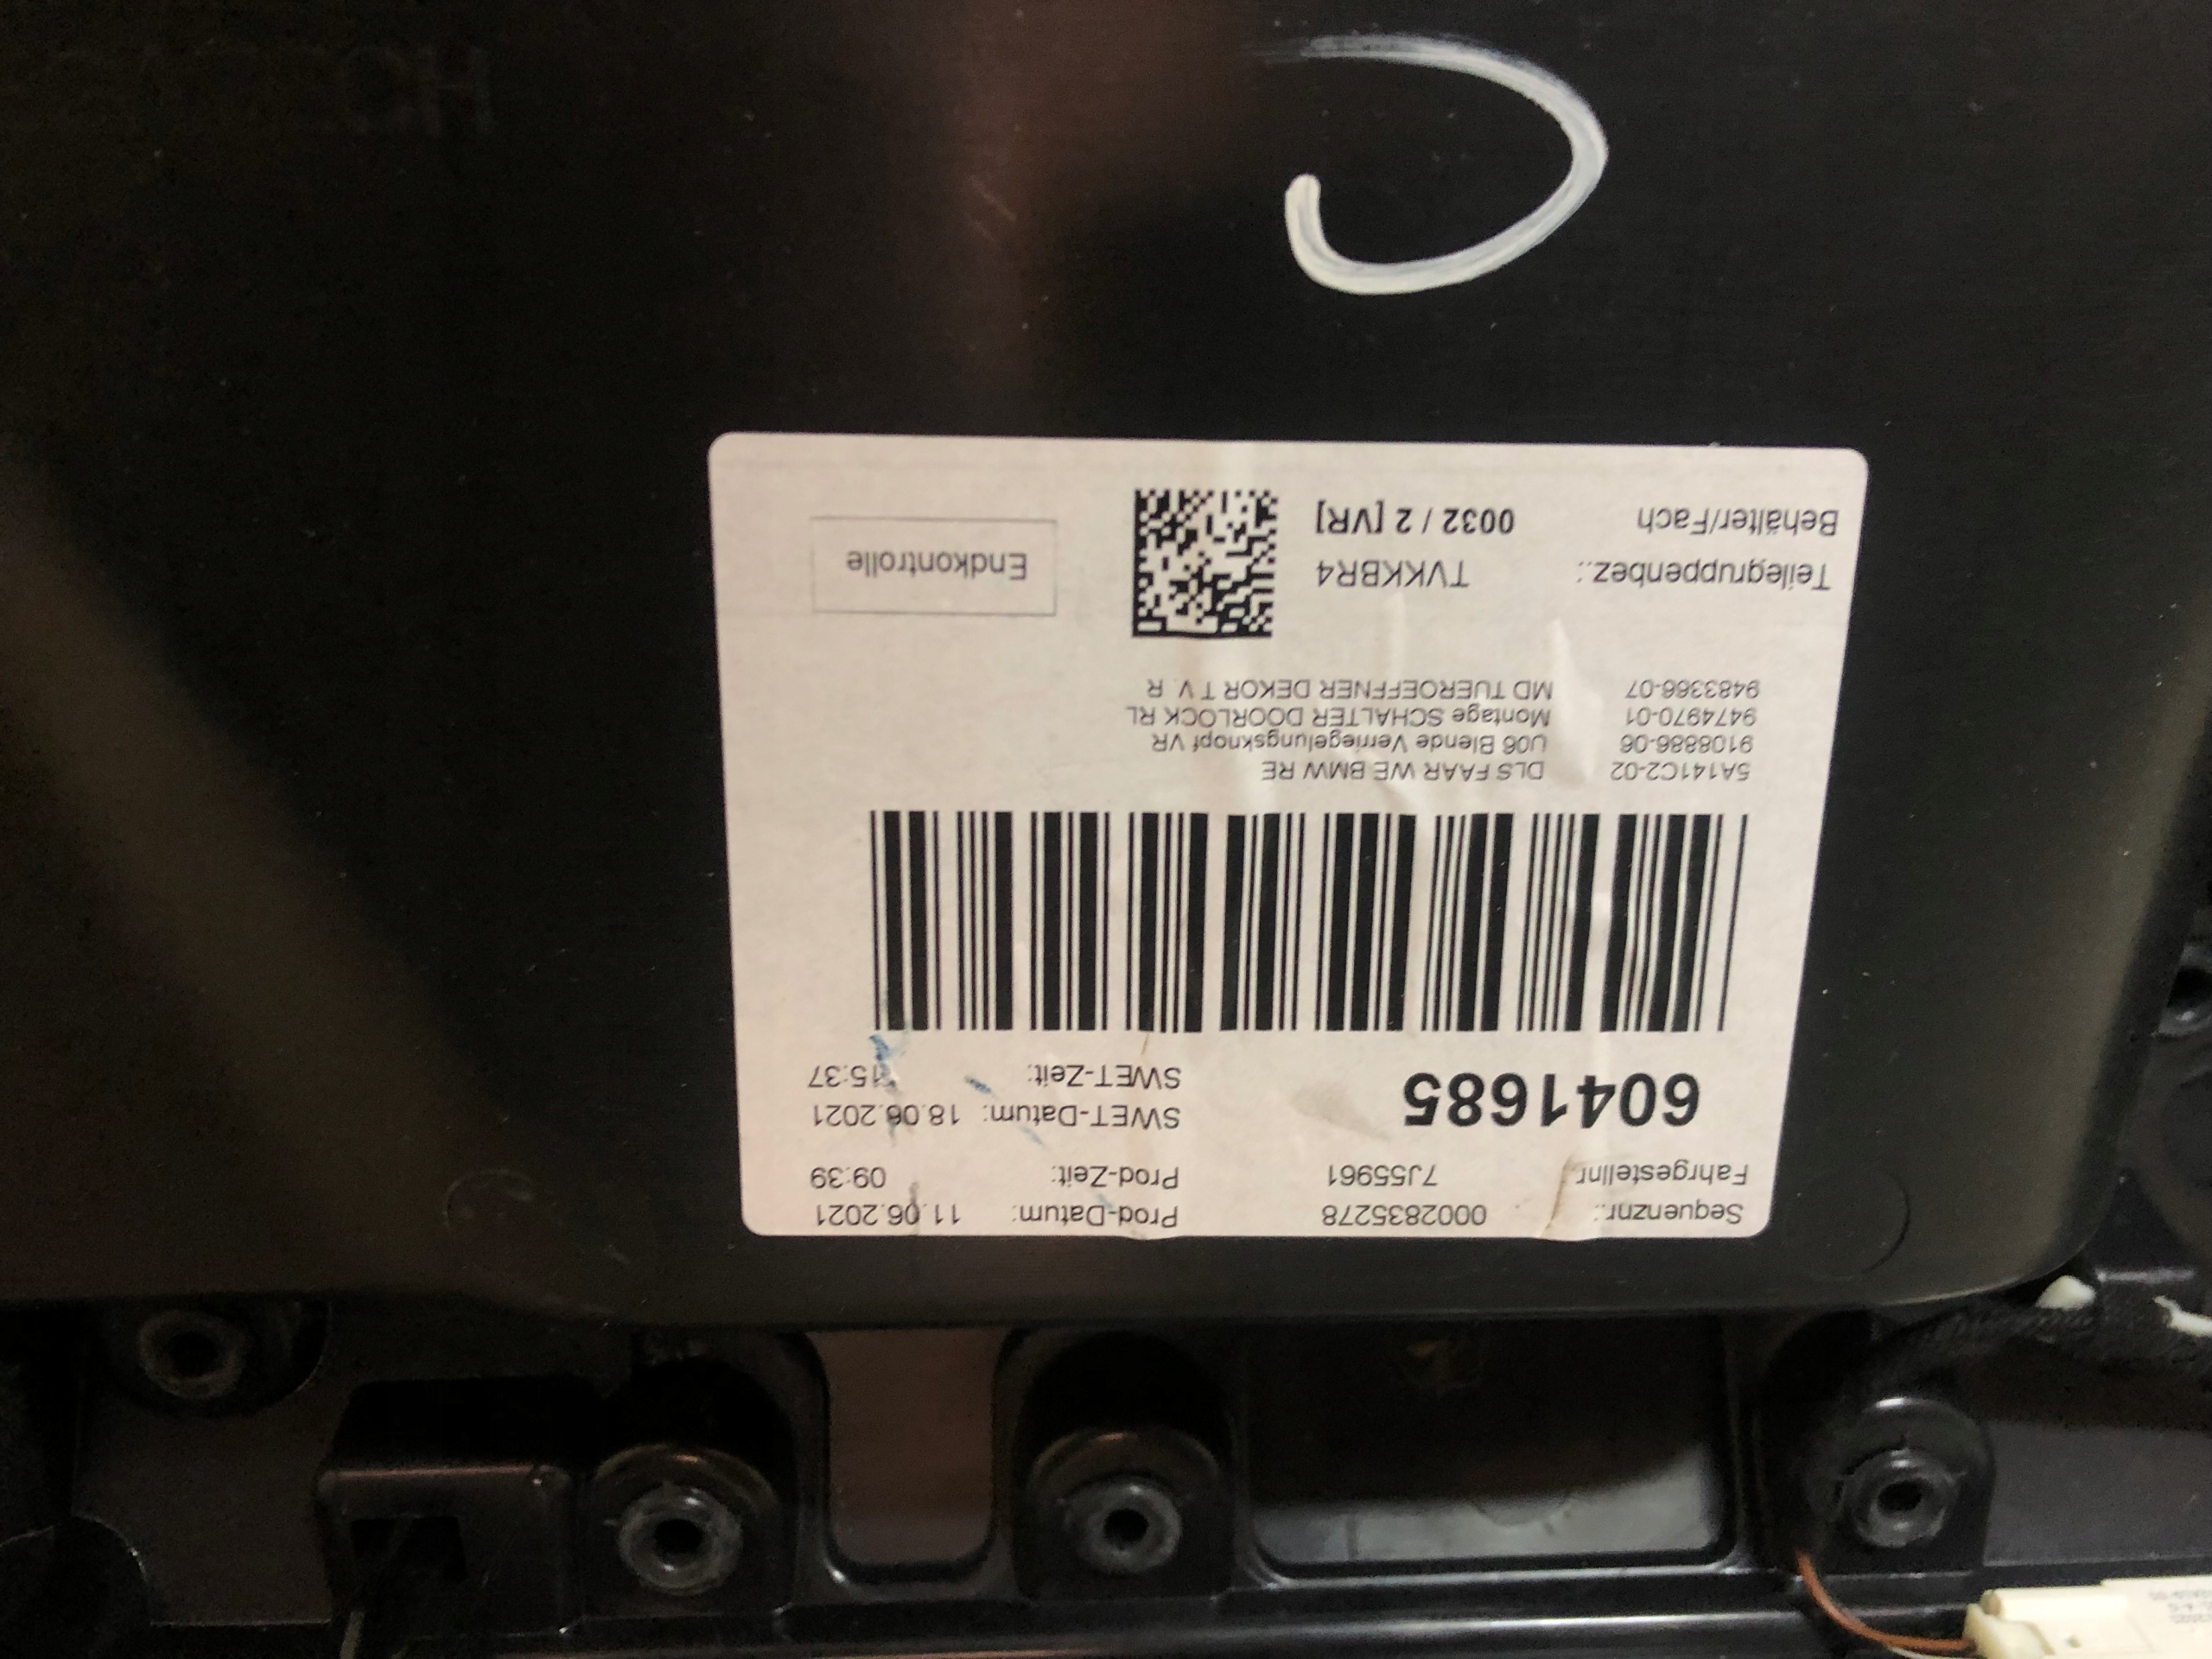 Sequenznr.: 0002835278 Prod-Datum: 11.06.2021
Fahrgestellnr 7J55961 Prod-Zeit: 09:39
6041685
SWET-Datum: 18.06.2021
SWET-Zeit: 15:37
5A141C2-02 DLS FAAR WE BMW RE
9108886-06 U06 Blende Verriegelungsknopf VR
9474970-01 Montage SCHALTER DOORLOCK RL
9483366-07 MD TUEROEFFNER DEKOR T.V. R
Teilegruppenbez.: TVKKBR4
Behälter/Fach 0032 / 2 [VR]
Endkontrolle